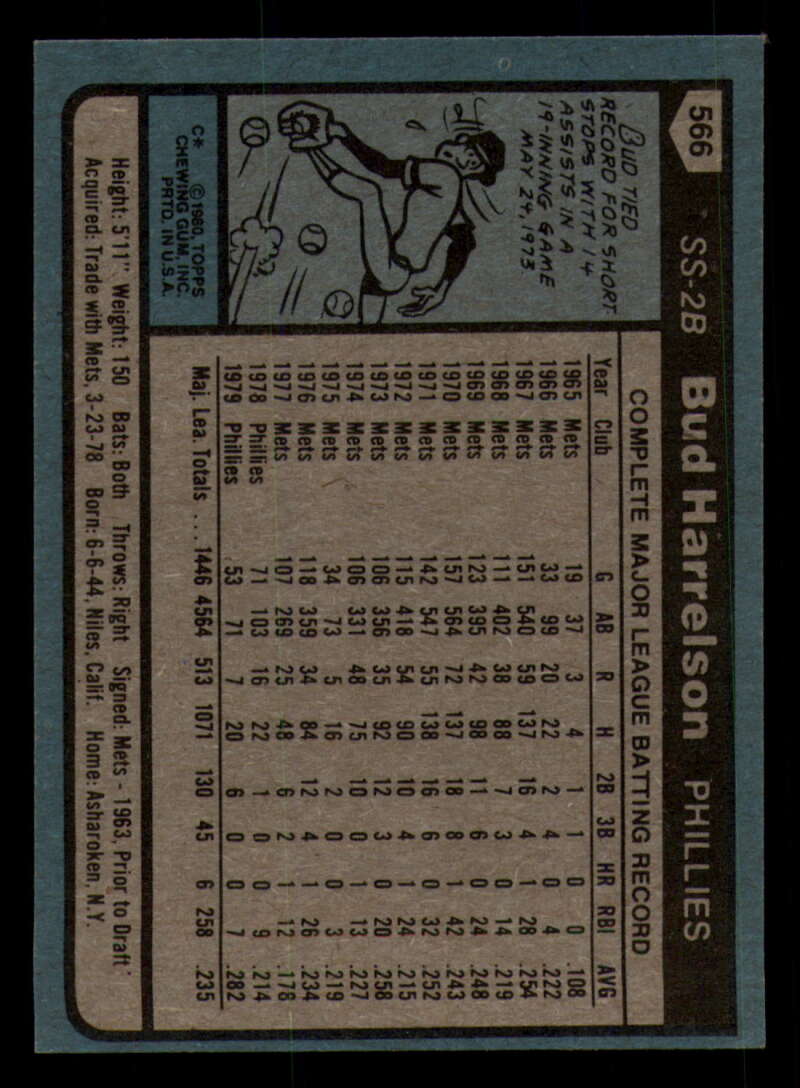 566 SS-2B Bud Harrelson PHILLIES
BUD TIED
RECORD FOR SHORT-
STOPS WITH 14
ASSISTS IN A
19-INNING GAME
MAY 24, 1973
C* © 1980 TOPPS
CHEWING GUM, INC.
PRTD. IN U.S.A.
COMPLETE MAJOR LEAGUE BATTING RECORD
Year Club G AB R H 2B 3B HR RBI AVG
1965 Mets 19 37 3 4 1 1 0 0 .108
1966 Mets 33 99 20 22 2 4 0 4 .222
1967 Mets 151 540 59 137 16 4 1 28 .254
1968 Mets 111 402 38 88 7 3 0 14 .219
1969 Mets 123 395 42 98 11 6 0 24 .248
1970 Mets 157 564 72 137 18 8 1 42 .243
1971 Mets 142 547 55 138 16 6 0 32 .252
1972 Mets 115 418 54 90 10 4 1 24 .215
1973 Mets 106 356 35 92 12 3 0 20 .258
1974 Mets 106 331 48 75 10 0 1 13 .227
1975 Mets 34 73 5 16 2 0 0 3 .219
1976 Mets 118 359 34 84 12 4 1 26 .234
1977 Mets 107 269 25 48 6 2 1 12 .178
1978 Phillies 71 103 16 22 1 0 0 9 .214
1979 Phillies 53 71 7 20 6 0 0 7 .282
Maj. Lea. Totals . . . 1446 4564 513 1071 130 45 6 258 .235
Height: 5'11" Weight: 150 Bats: Both Throws: Right Signed: Mets - 1963, Prior to Draft
Acquired: Trade with Mets, 3-23-78 Born: 6-6-44, Niles, Calif. Home: Asharoken, N.Y.